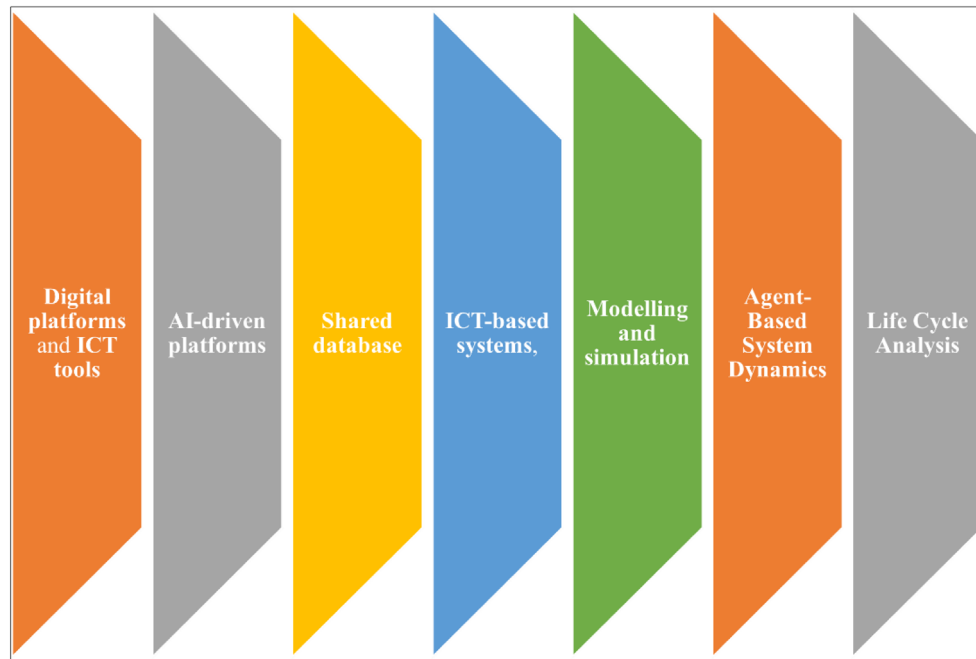 Digital
platforms
and ICT
tools
AI-driven
platforms
Shared
database
ICT-based
systems,
Modelling
and
simulation
Agent-
Based
System
Dynamics
Life Cycle
Analysis